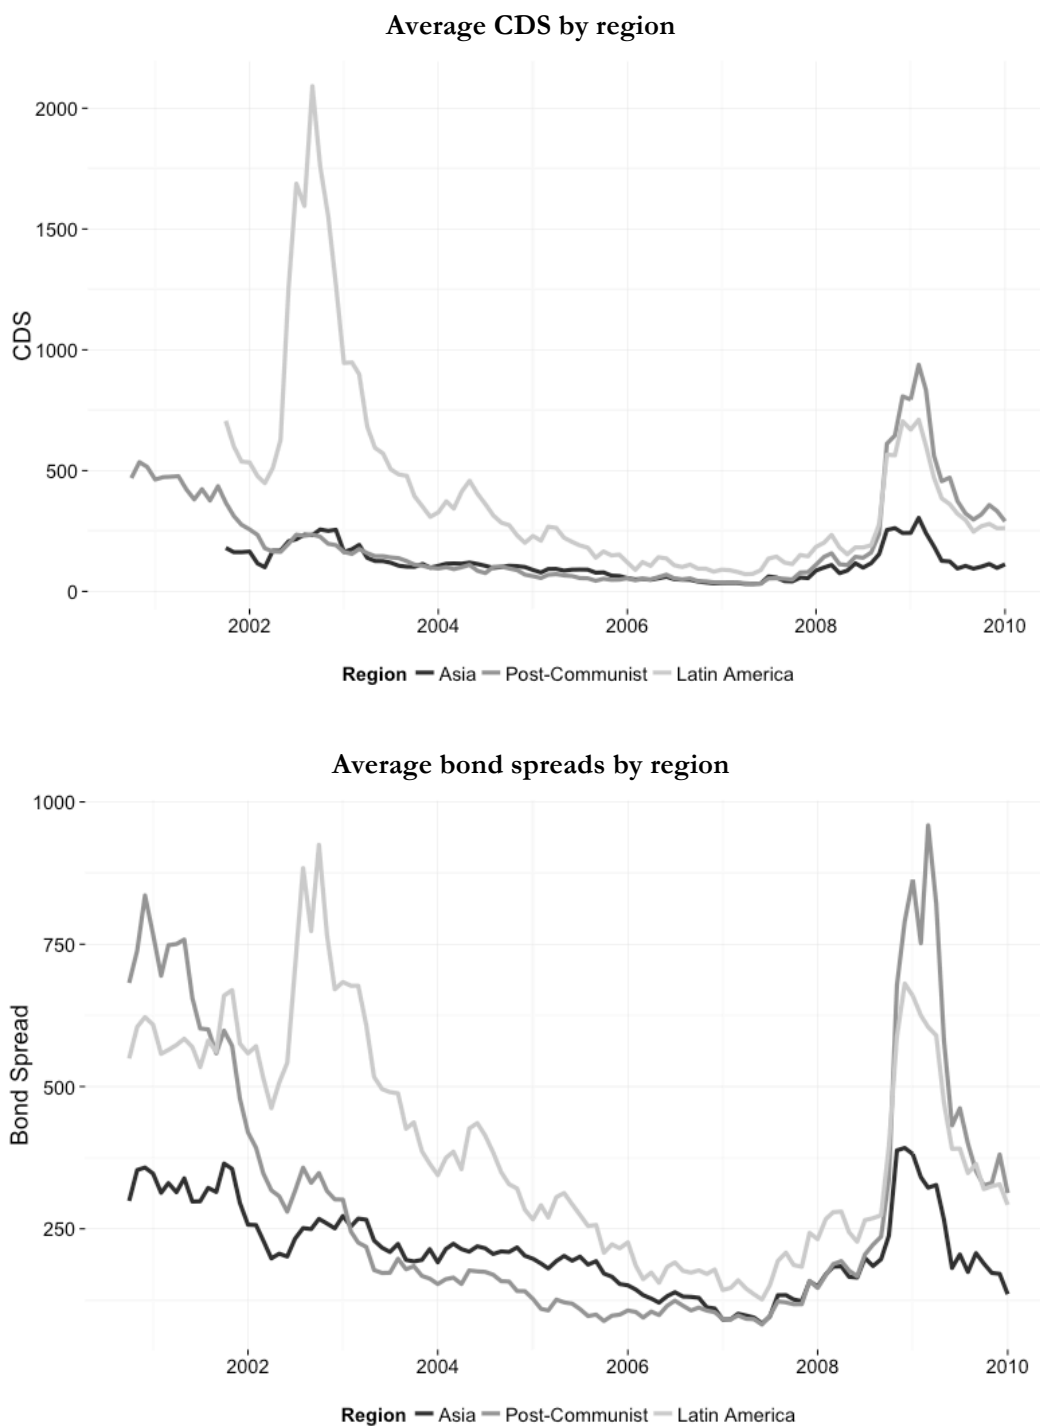 Average CDS by region
2000
1500
1000
500
0
CDS
2002 2004 2006 2008 2010
Region Asia Post-Communist Latin America
Average bond spreads by region
1000
750
500
250
Bond Spread
2002 2004 2006 2008 2010
Region Asia Post-Communist Latin America